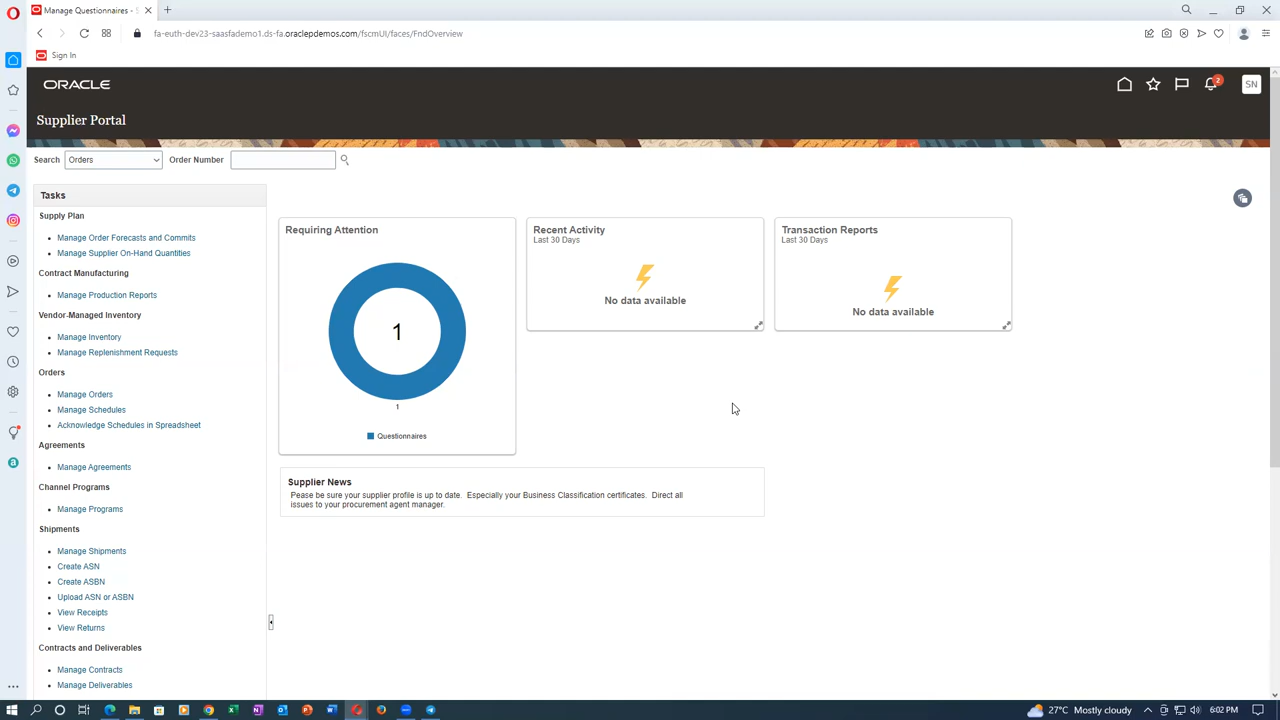 Manage Questionnaires - S
fa-euth-dev23-saasfademo1.ds-fa.oraclepdemos.com/fscmUI/faces/FndOverview
Sign In
ORACLE
2
SN
Supplier Portal
Search Orders Order Number
Tasks
Supply Plan
Manage Order Forecasts and Commits
Manage Supplier On-Hand Quantities
Contract Manufacturing
Manage Production Reports
Vendor-Managed Inventory
Manage Inventory
Manage Replenishment Requests
Orders
Manage Orders
Manage Schedules
Acknowledge Schedules in Spreadsheet
Agreements
Manage Agreements
Channel Programs
Manage Programs
Shipments
Manage Shipments
Create ASN
Create ASBN
Upload ASN or ASBN
View Receipts
View Returns
Contracts and Deliverables
Manage Contracts
Manage Deliverables
Requiring Attention
1
1
Questionnaires
Recent Activity
Last 30 Days
No data available
Transaction Reports
Last 30 Days
No data available
Supplier News
Pease be sure your supplier profile is up to date. Especially your Business Classification certificates. Direct all
issues to your procurement agent manager.
27°C Mostly cloudy
6:02 PM